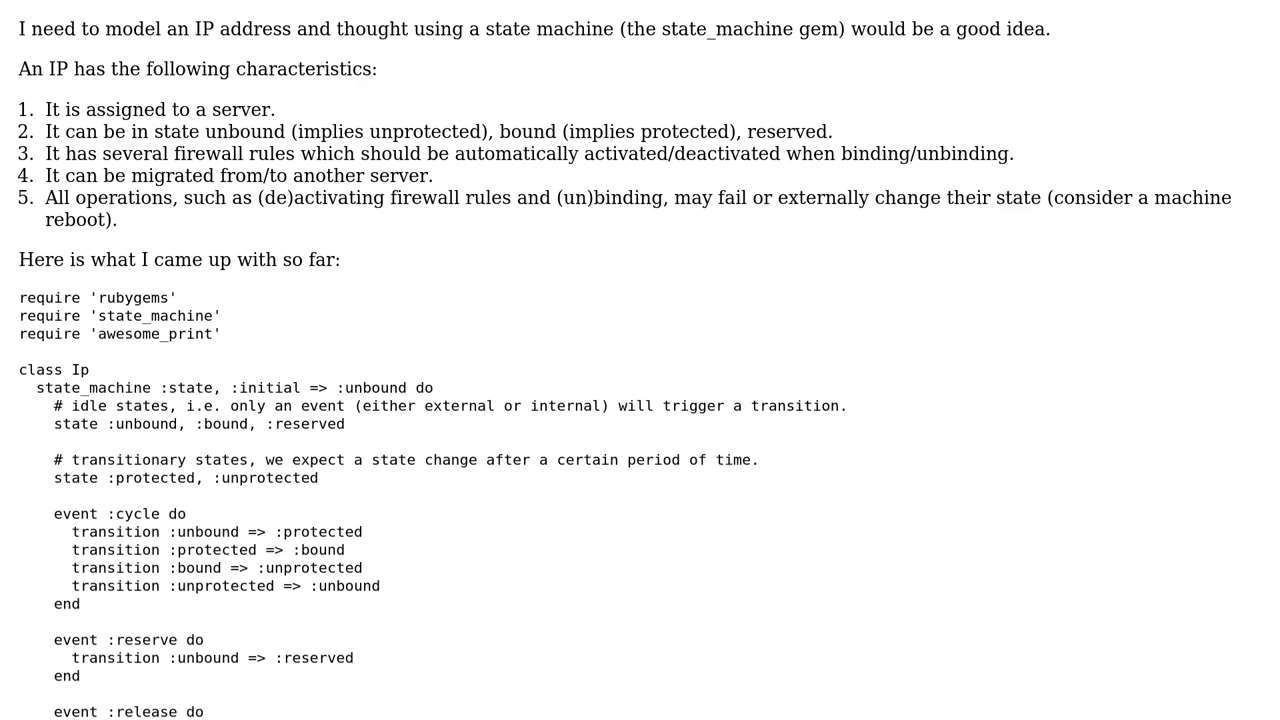 I need to model an IP address and thought using a state machine (the state_machine gem) would be a good idea.
An IP has the following characteristics:
1. It is assigned to a server.
2. It can be in state unbound (implies unprotected), bound (implies protected), reserved.
3. It has several firewall rules which should be automatically activated/deactivated when binding/unbinding.
4. It can be migrated from/to another server.
5. All operations, such as (de)activating firewall rules and (un)binding, may fail or externally change their state (consider a machine
reboot).
Here is what I came up with so far:
require 'rubygems'
require 'state_machine'
require 'awesome_print'
class Ip
  state_machine :state, :initial => :unbound do
    # idle states, i.e. only an event (either external or internal) will trigger a transition.
    state :unbound, :bound, :reserved
    # transitionary states, we expect a state change after a certain period of time.
    state :protected, :unprotected
    event :cycle do
      transition :unbound => :protected
      transition :protected => :bound
      transition :bound => :unprotected
      transition :unprotected => :unbound
    end
    event :reserve do
      transition :unbound => :reserved
    end
    event :release do